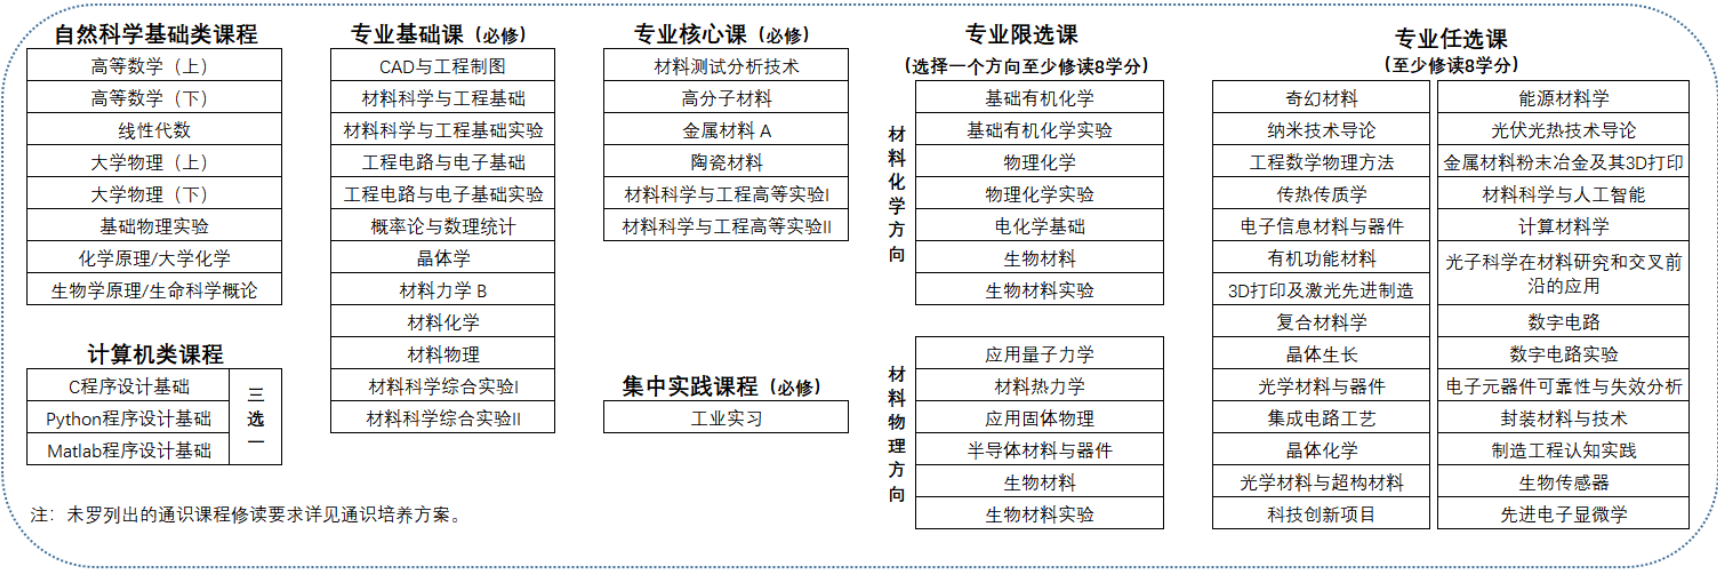 自然科学基础类课程
高等数学（上）
高等数学（下）
线性代数
大学物理（上）
大学物理（下）
基础物理实验
化学原理/大学化学
生物学原理/生命科学概论
计算机类课程
C程序设计基础
Python程序设计基础
Matlab程序设计基础
三选一
专业基础课（必修）
CAD与工程制图
材料科学与工程基础
材料科学与工程基础实验
工程电路与电子基础
工程电路与电子基础实验
概率论与数理统计
晶体学
材料力学 B
材料化学
材料物理
材料科学综合实验I
材料科学综合实验II
专业核心课（必修）
材料测试分析技术
高分子材料
金属材料 A
陶瓷材料
材料科学与工程高等实验I
材料科学与工程高等实验II
集中实践课程（必修）
工业实习
专业限选课
(选择一个方向至少修读8学分)
材料化学方向
基础有机化学
基础有机化学实验
物理化学
物理化学实验
电化学基础
生物材料
生物材料实验
材料物理方向
应用量子力学
材料热力学
应用固体物理
半导体材料与器件
生物材料
生物材料实验
专业任选课
(至少修读8学分)
奇幻材料
纳米技术导论
工程数学物理方法
传热传质学
电子信息材料与器件
有机功能材料
3D打印及激光先进制造
复合材料学
晶体生长
光学材料与器件
集成电路工艺
晶体化学
光学材料与超构材料
科技创新项目
能源材料学
光伏光热技术导论
金属材料粉末冶金及其3D打印
材料科学与人工智能
计算材料学
光子科学在材料研究和交叉前
沿的应用
数字电路
数字电路实验
电子元器件可靠性与失效分析
封装材料与技术
制造工程认知实践
生物传感器
先进电子显微学
注：未罗列出的通识课程修读要求详见通识培养方案。